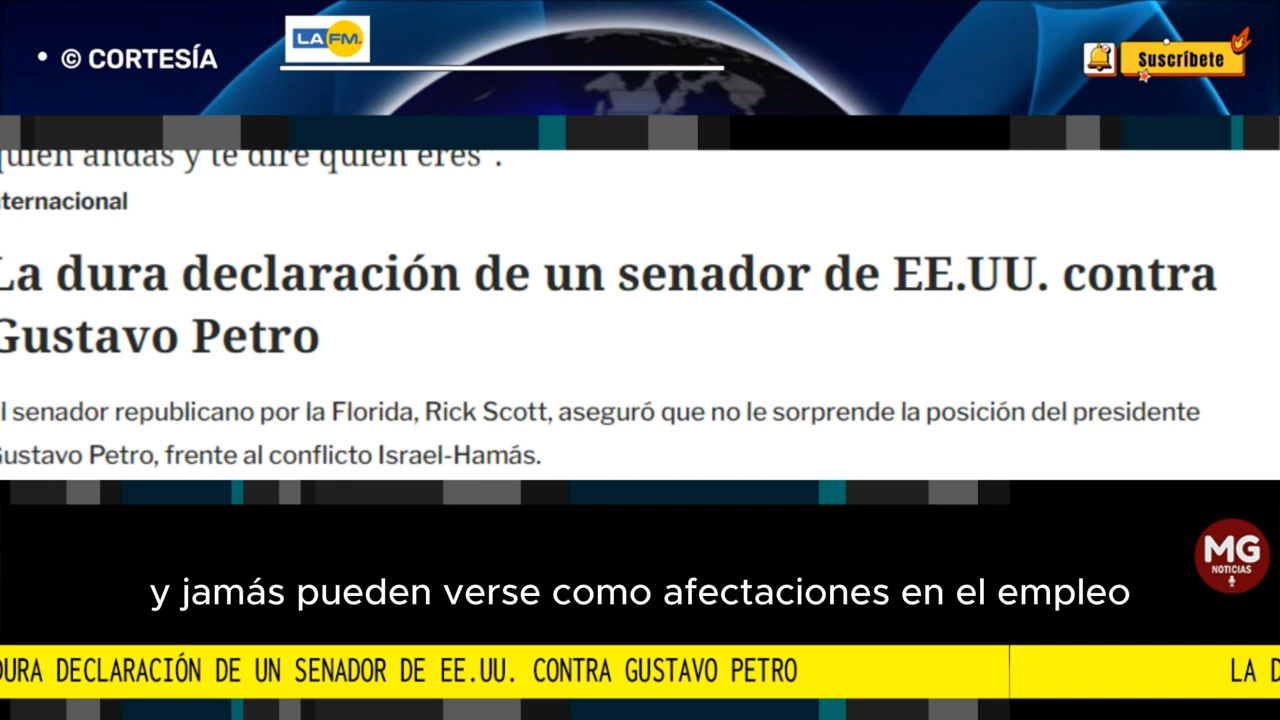 • © CORTESÍA
LA FM.
Suscríbete
quien andas y te diré quién eres".
ternacional
La dura declaración de un senador de EE.UU. contra
Gustavo Petro
l senador republicano por la Florida, Rick Scott, aseguró que no le sorprende la posición del presidente
Gustavo Petro, frente al conflicto Israel-Hamás.
MG
NOTICIAS
y jamás pueden verse como afectaciones en el empleo
DURA DECLARACIÓN DE UN SENADOR DE EE.UU. CONTRA GUSTAVO PETRO
LA D